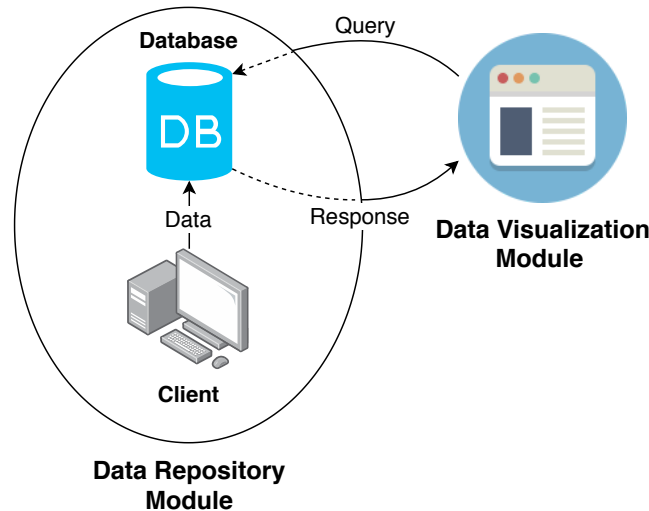 Query
Database
DB
Data
Response
Data Visualization
Module
Client
Data Repository
Module